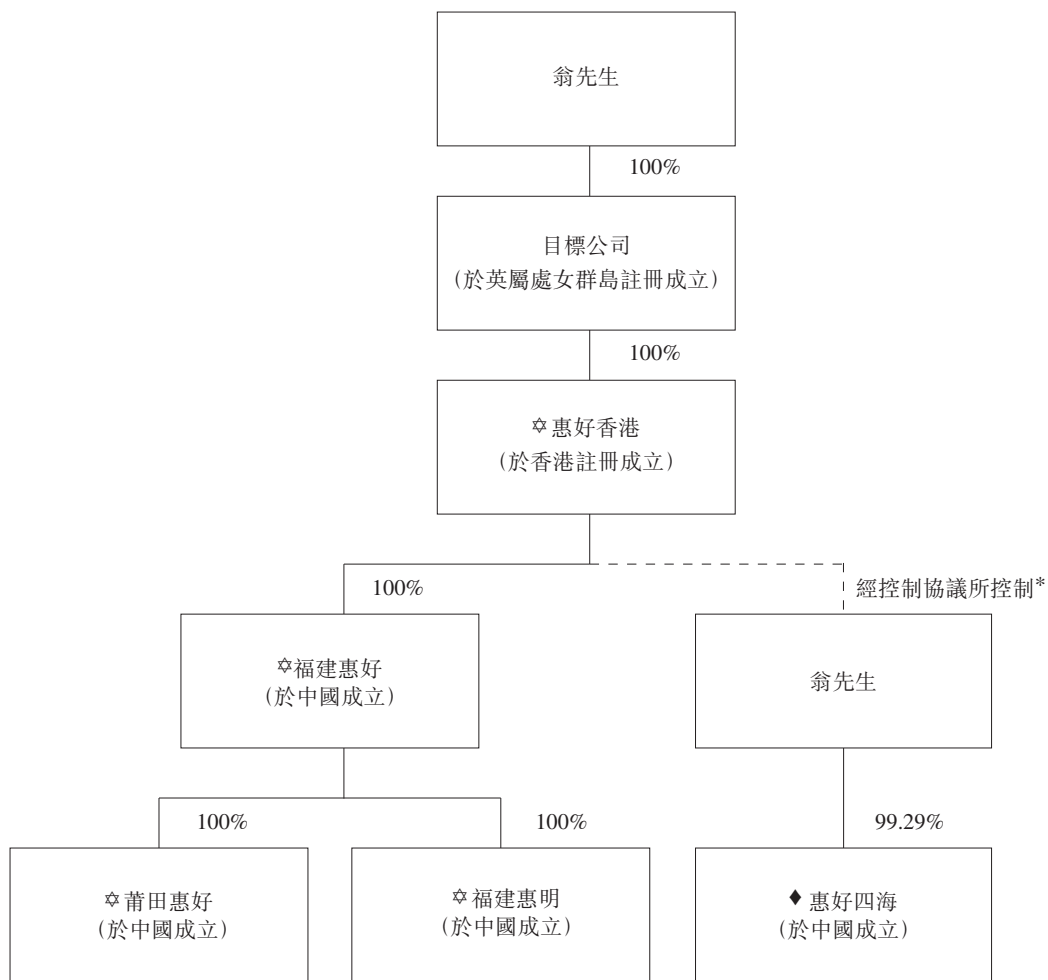 翁先生
100%
目標公司
（於英屬處女群島註冊成立）
100%
✡惠好香港
（於香港註冊成立）
100%
經控制協議所控制*
✡福建惠好
（於中國成立）
翁先生
100%
100%
99.29%
✡莆田惠好
（於中國成立）
✡福建惠明
（於中國成立）
♦惠好四海
（於中國成立）